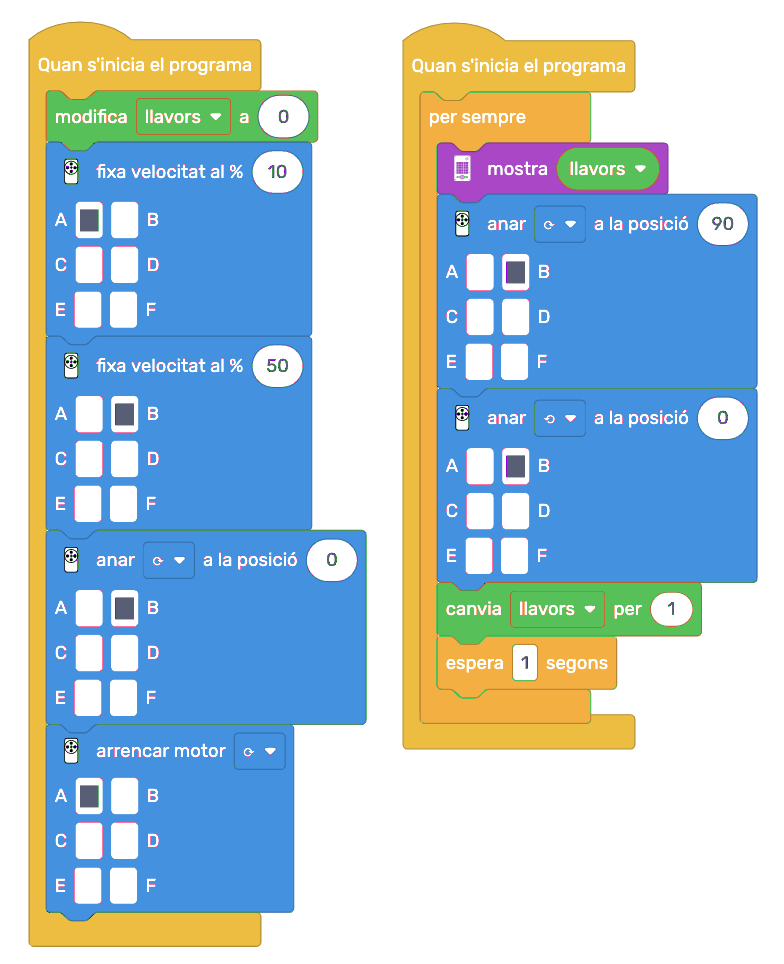 Quan s'inicia el programa
modifica llavors a 0
fixa velocitat al % 10
A B
C D
E F
fixa velocitat al % 50
A B
C D
E F
anar a la posició 0
A B
C D
E F
arrencar motor
A B
C D
E F
Quan s'inicia el programa
per sempre
mostra llavors
anar a la posició 90
A B
C D
E F
anar a la posició 0
A B
C D
E F
canvia llavors per 1
espera 1 segons